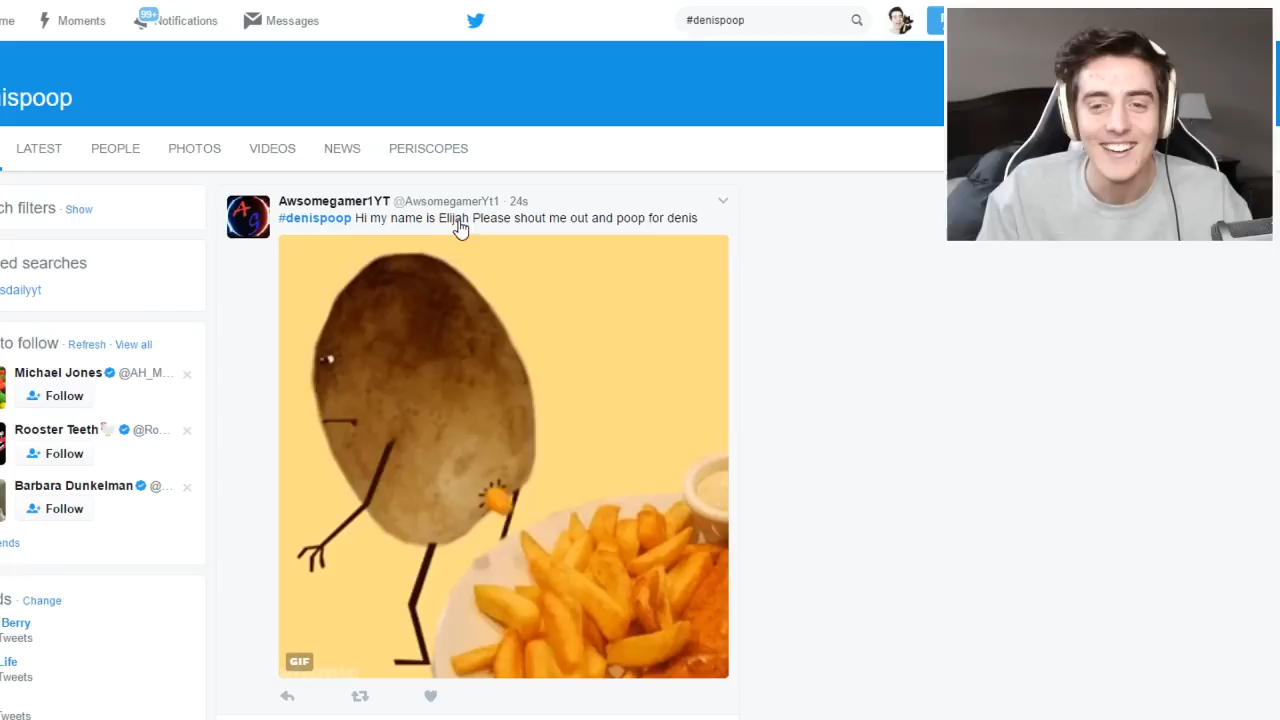 me Moments 99+ Notifications Messages #denispoop
ispoop
LATEST PEOPLE PHOTOS VIDEOS NEWS PERISCOPES
ch filters · Show
ed searches
sdailyyt
to follow · Refresh · View all
Michael Jones @AH_M...
Follow
Rooster Teeth @Ro...
Follow
Barbara Dunkelman @...
Follow
ends
ds · Change
Berry
Tweets
Life
Tweets
Tweets
Awsomegamer1YT @AwsomegamerYt1 · 24s
#denispoop Hi my name is Elijah Please shout me out and poop for denis
GIF